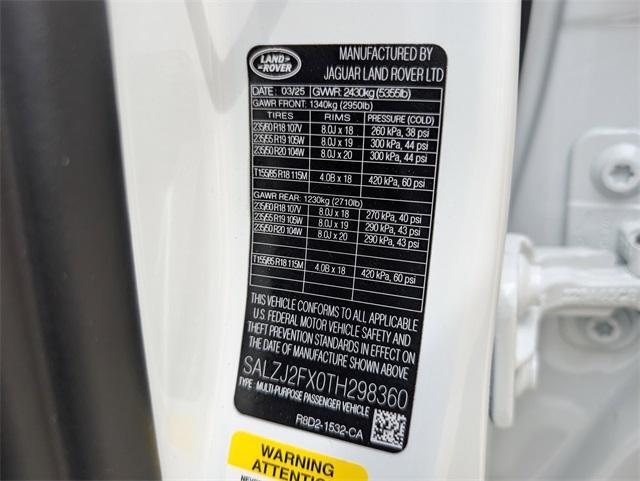 LAND
ROVER
MANUFACTURED BY
JAGUAR LAND ROVER LTD
DATE: 03/25 GVWR: 2430kg (5355lb)
GAWR FRONT: 1340kg (2950lb)
TIRES RIMS PRESSURE (COLD)
235/60 R18 107V 8.0J x 18 260 kPa, 38 psi
235/55 R19 105W 8.0J x 19 300 kPa, 44 psi
235/50 R20 104W 8.0J x 20 300 kPa, 44 psi
T155/85 R18 115M 4.0B x 18 420 kPa, 60 psi
GAWR REAR: 1230kg (2710lb)
235/60 R18 107V 8.0J x 18 270 kPa, 40 psi
235/55 R19 105W 8.0J x 19 290 kPa, 43 psi
235/50 R20 104W 8.0J x 20 290 kPa, 43 psi
T155/85 R18 115M 4.0B x 18 420 kPa, 60 psi
THIS VEHICLE CONFORMS TO ALL APPLICABLE
U.S. FEDERAL MOTOR VEHICLE SAFETY AND
THEFT PREVENTION STANDARDS IN EFFECT ON
THE DATE OF MANUFACTURE SHOWN ABOVE
SALZJ2FX0TH298360
TYPE: MULTI-PURPOSE PASSENGER VEHICLE
R8D2-1532-CA
WARNING
ATTENTION